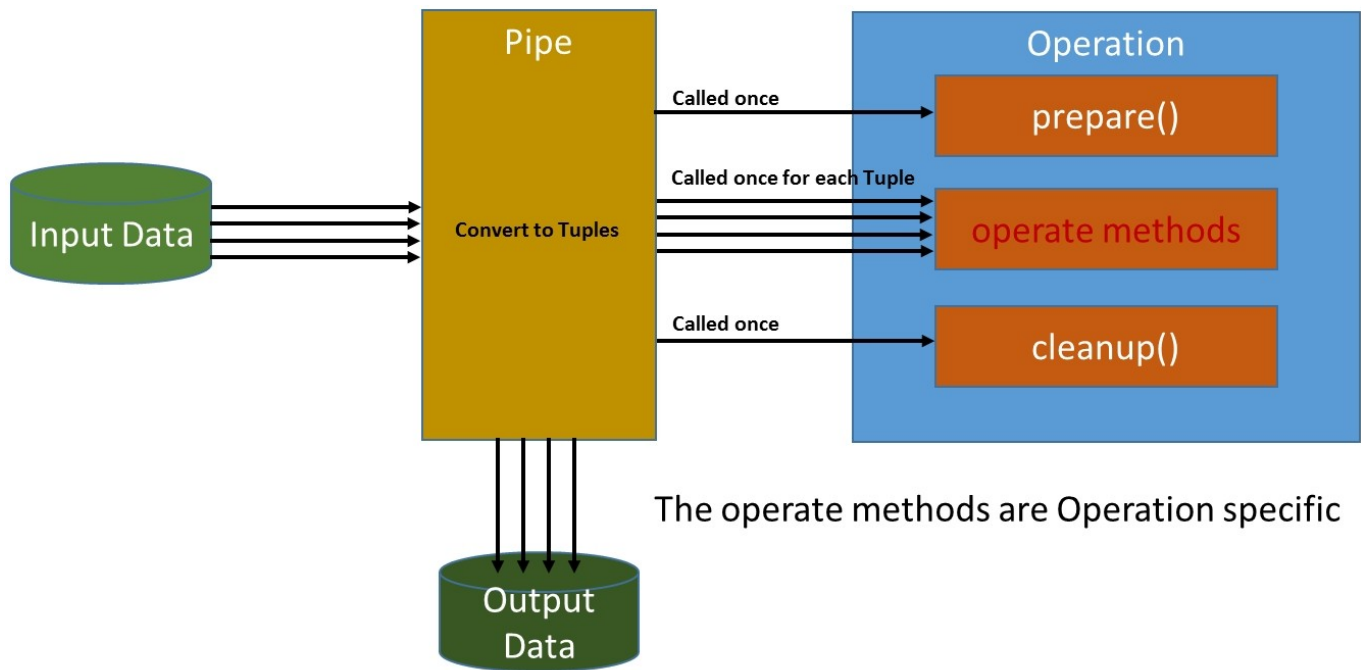 Pipe
Operation
Called once
prepare()
Called once for each Tuple
Input Data
Convert to Tuples
operate methods
Called once
cleanup()
The operate methods are Operation specific
Output
Data